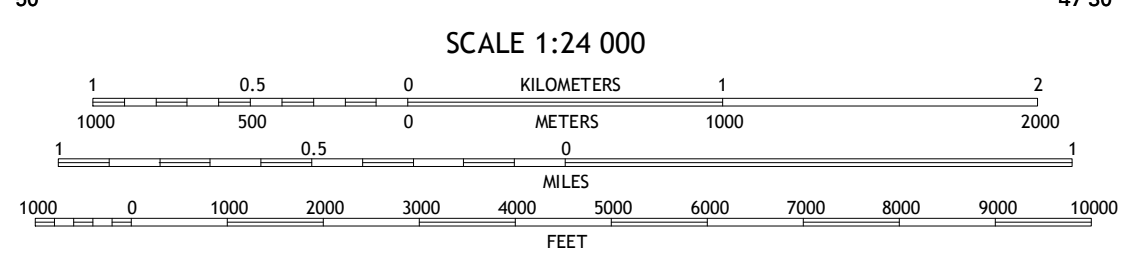 50 47'30
SCALE 1:24 000
1 0.5 0 KILOMETERS 1 2
1000 500 0 METERS 1000 2000
1 0.5 0 1
MILES
1000 0 1000 2000 3000 4000 5000 6000 7000 8000 9000 10000
FEET